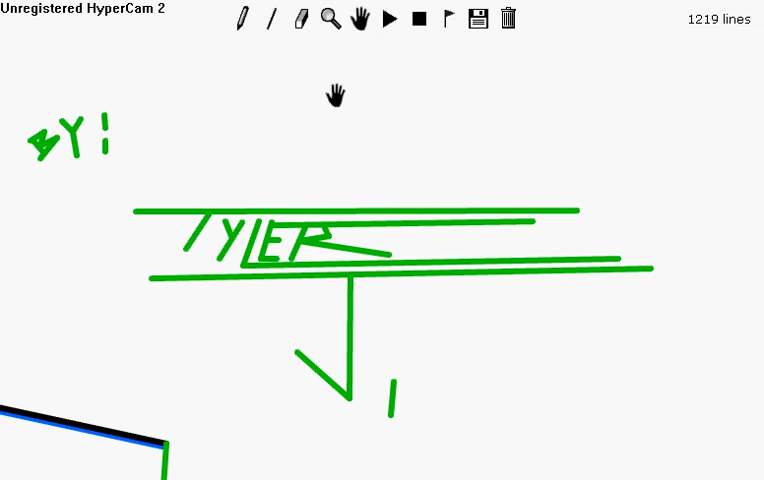 Unregistered HyperCam 2
1219 lines
BY:
TYLER
J